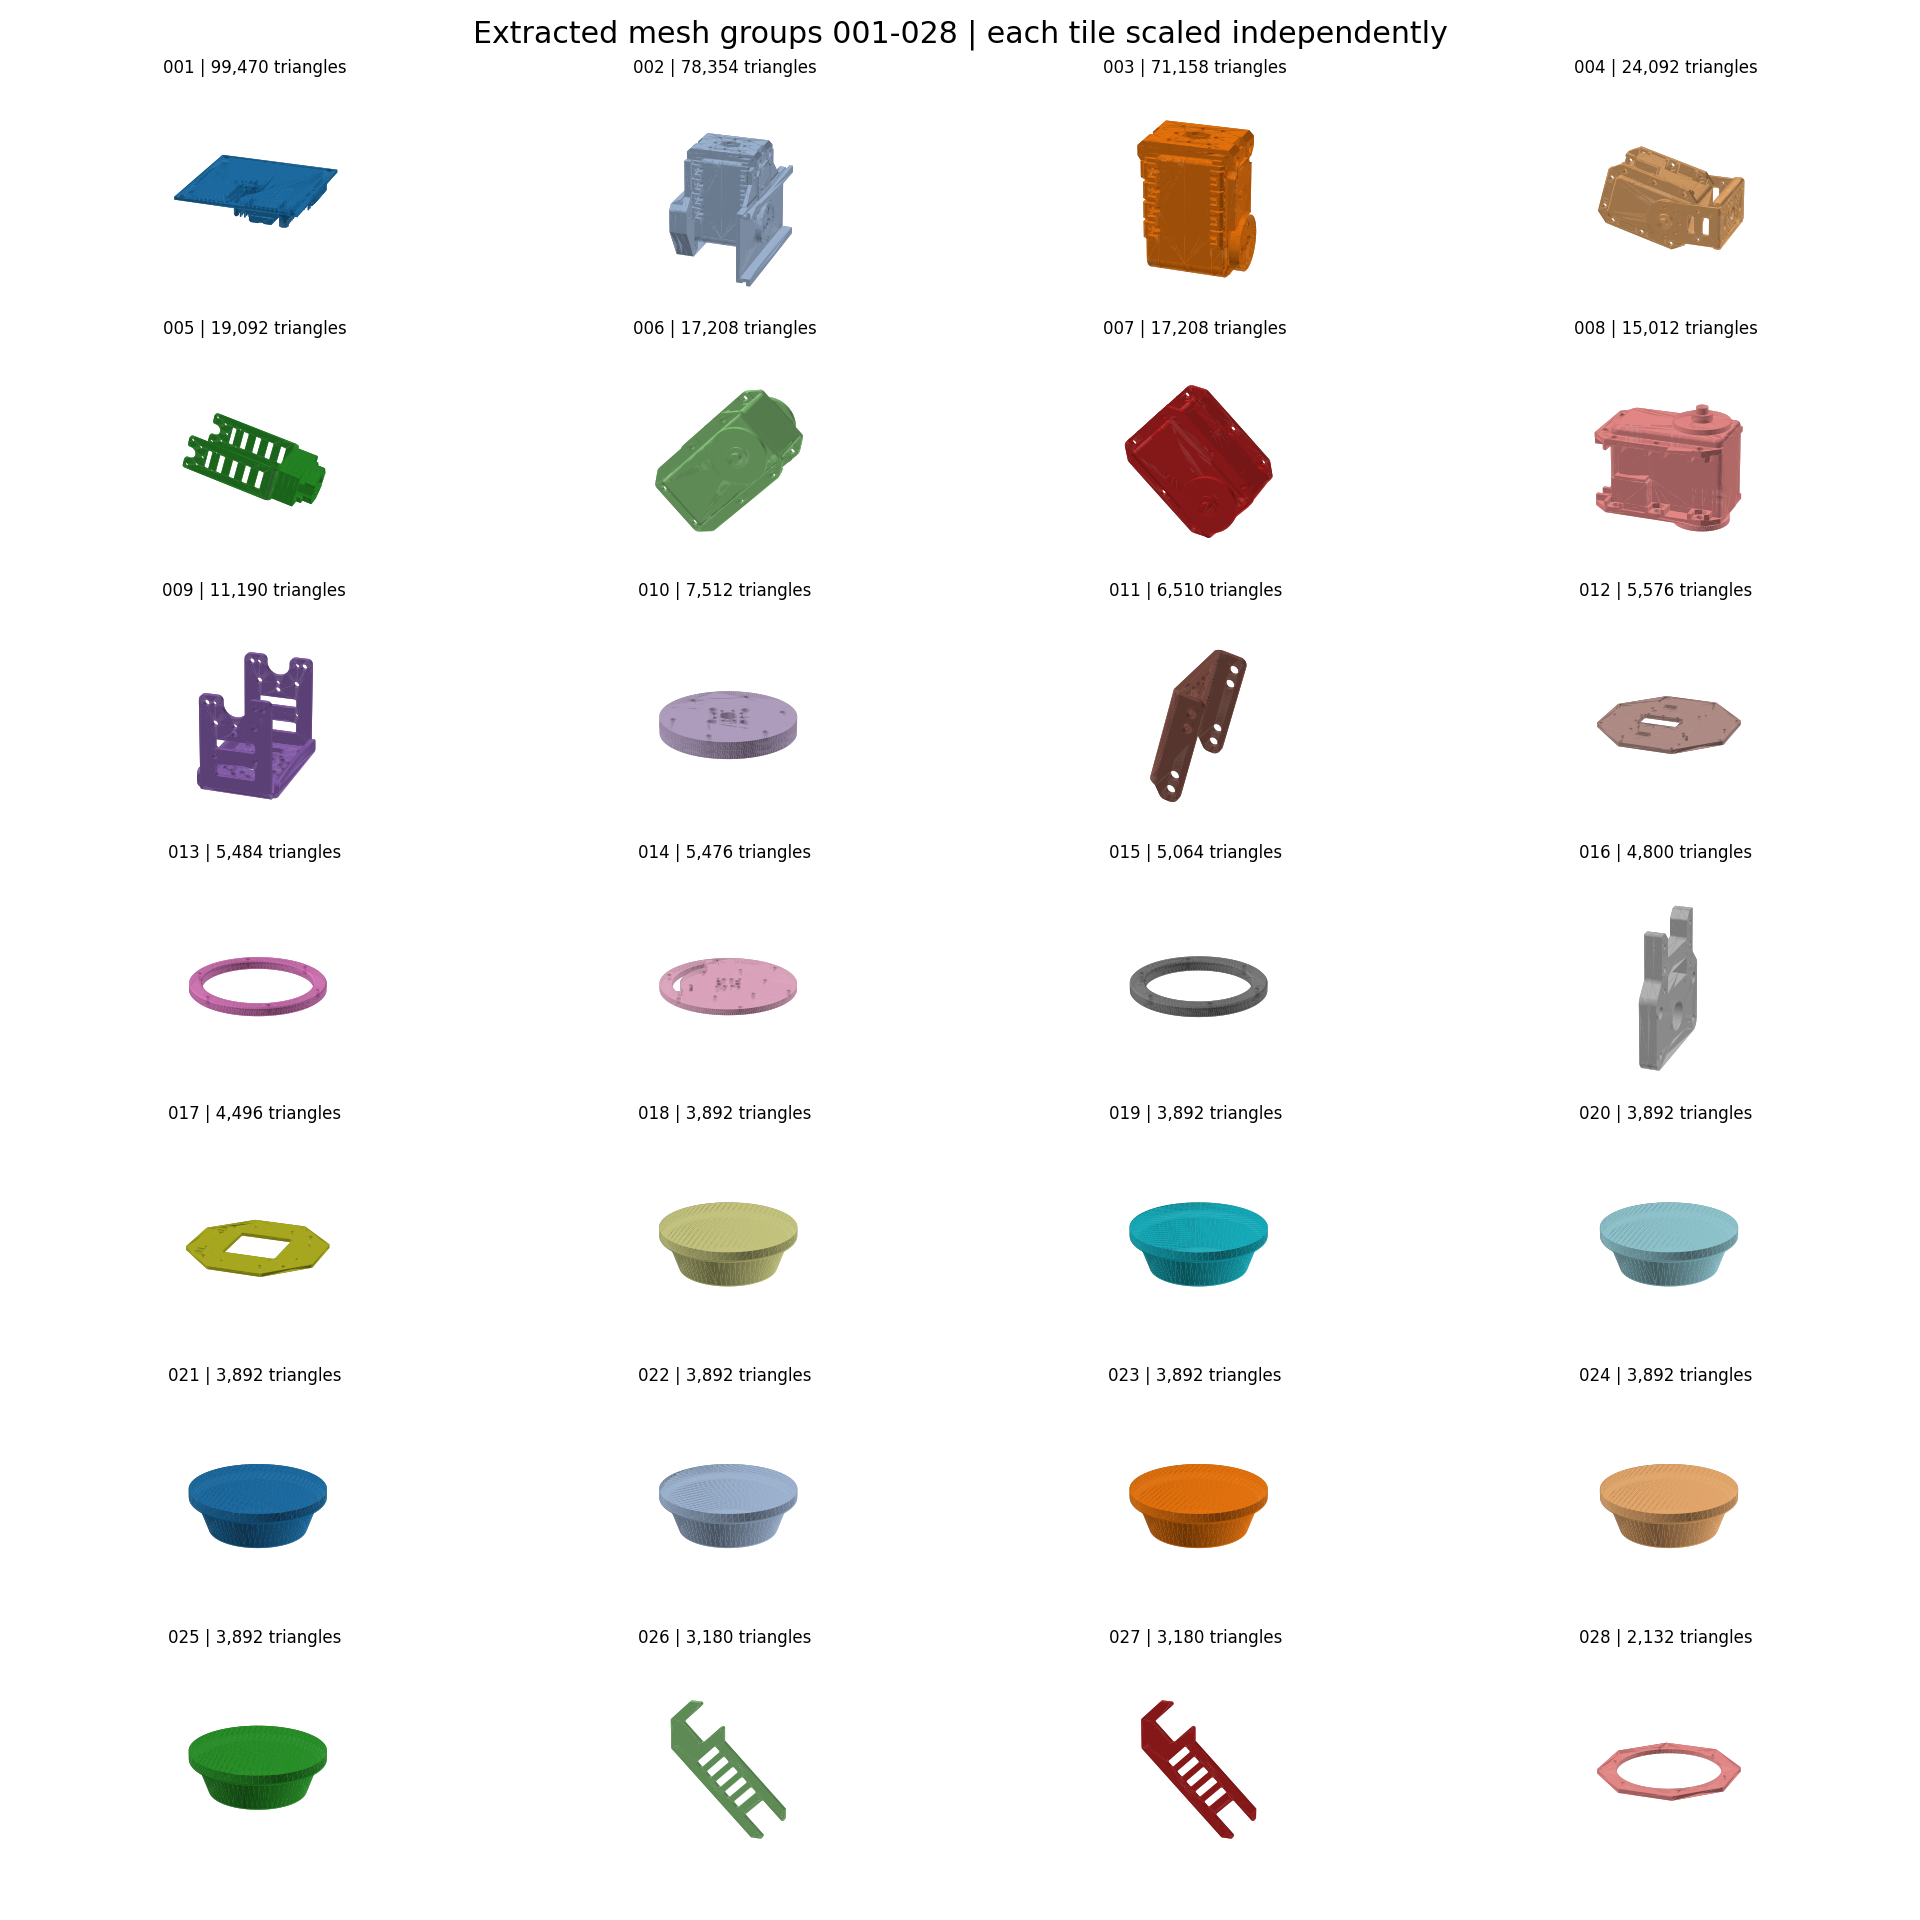 Extracted mesh groups 001-028 | each tile scaled independently
001 | 99,470 triangles
002 | 78,354 triangles
003 | 71,158 triangles
004 | 24,092 triangles
005 | 19,092 triangles
006 | 17,208 triangles
007 | 17,208 triangles
008 | 15,012 triangles
009 | 11,190 triangles
010 | 7,512 triangles
011 | 6,510 triangles
012 | 5,576 triangles
013 | 5,484 triangles
014 | 5,476 triangles
015 | 5,064 triangles
016 | 4,800 triangles
017 | 4,496 triangles
018 | 3,892 triangles
019 | 3,892 triangles
020 | 3,892 triangles
021 | 3,892 triangles
022 | 3,892 triangles
023 | 3,892 triangles
024 | 3,892 triangles
025 | 3,892 triangles
026 | 3,180 triangles
027 | 3,180 triangles
028 | 2,132 triangles